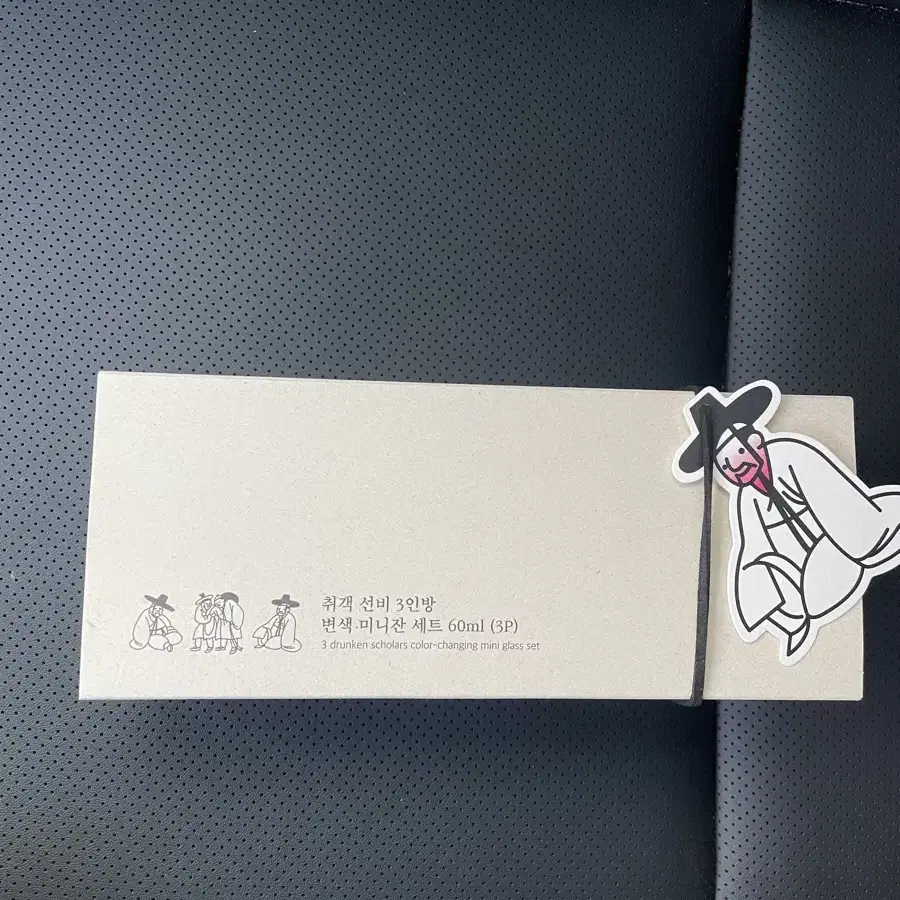 취객 선비 3인방
변색 미니잔 세트 60ml (3P)
3 drunken scholars color-changing mini glass set